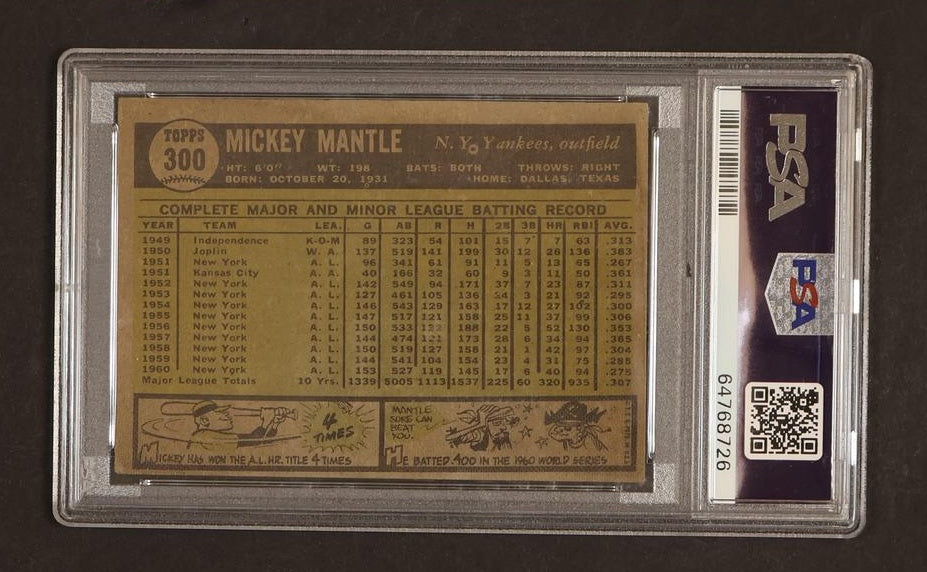 TOPPS
300
MICKEY MANTLE
N. Y. Yankees, outfield
HT: 6'0" WT: 198 BATS: BOTH THROWS: RIGHT
BORN: OCTOBER 20, 1931 HOME: DALLAS, TEXAS
COMPLETE MAJOR AND MINOR LEAGUE BATTING RECORD
YEAR TEAM LEA. G AB R H 2B 3B HR RBI AVG.
1949 Independence K-O-M 89 323 54 101 15 7 7 63 .313
1950 Joplin W. A. 137 519 141 199 30 12 26 136 .383
1951 New York A. L. 96 341 61 91 11 5 13 65 .267
1951 Kansas City A. A. 40 166 32 60 9 3 11 50 .361
1952 New York A. L. 142 549 94 171 37 7 23 87 .311
1953 New York A. L. 127 461 105 136 24 3 21 92 .295
1954 New York A. L. 146 543 129 163 17 12 27 102 .300
1955 New York A. L. 147 517 121 158 25 11 37 99 .306
1956 New York A. L. 150 533 132 188 22 5 52 130 .353
1957 New York A. L. 144 474 121 173 28 6 34 94 .365
1958 New York A. L. 150 519 127 158 21 1 42 97 .304
1959 New York A. L. 144 541 104 154 23 4 31 75 .285
1960 New York A. L. 153 527 119 145 17 6 40 94 .275
Major League Totals 10 Yrs. 1339 5005 1113 1537 225 60 320 935 .307
4
TIMES
MICKEY HAS WON THE A.L. HR. TITLE 4 TIMES
MANTLE
SURE CAN
BEAT
YOU.
HE BATTED .400 IN THE 1960 WORLD SERIES
PSA
PSA
64768726